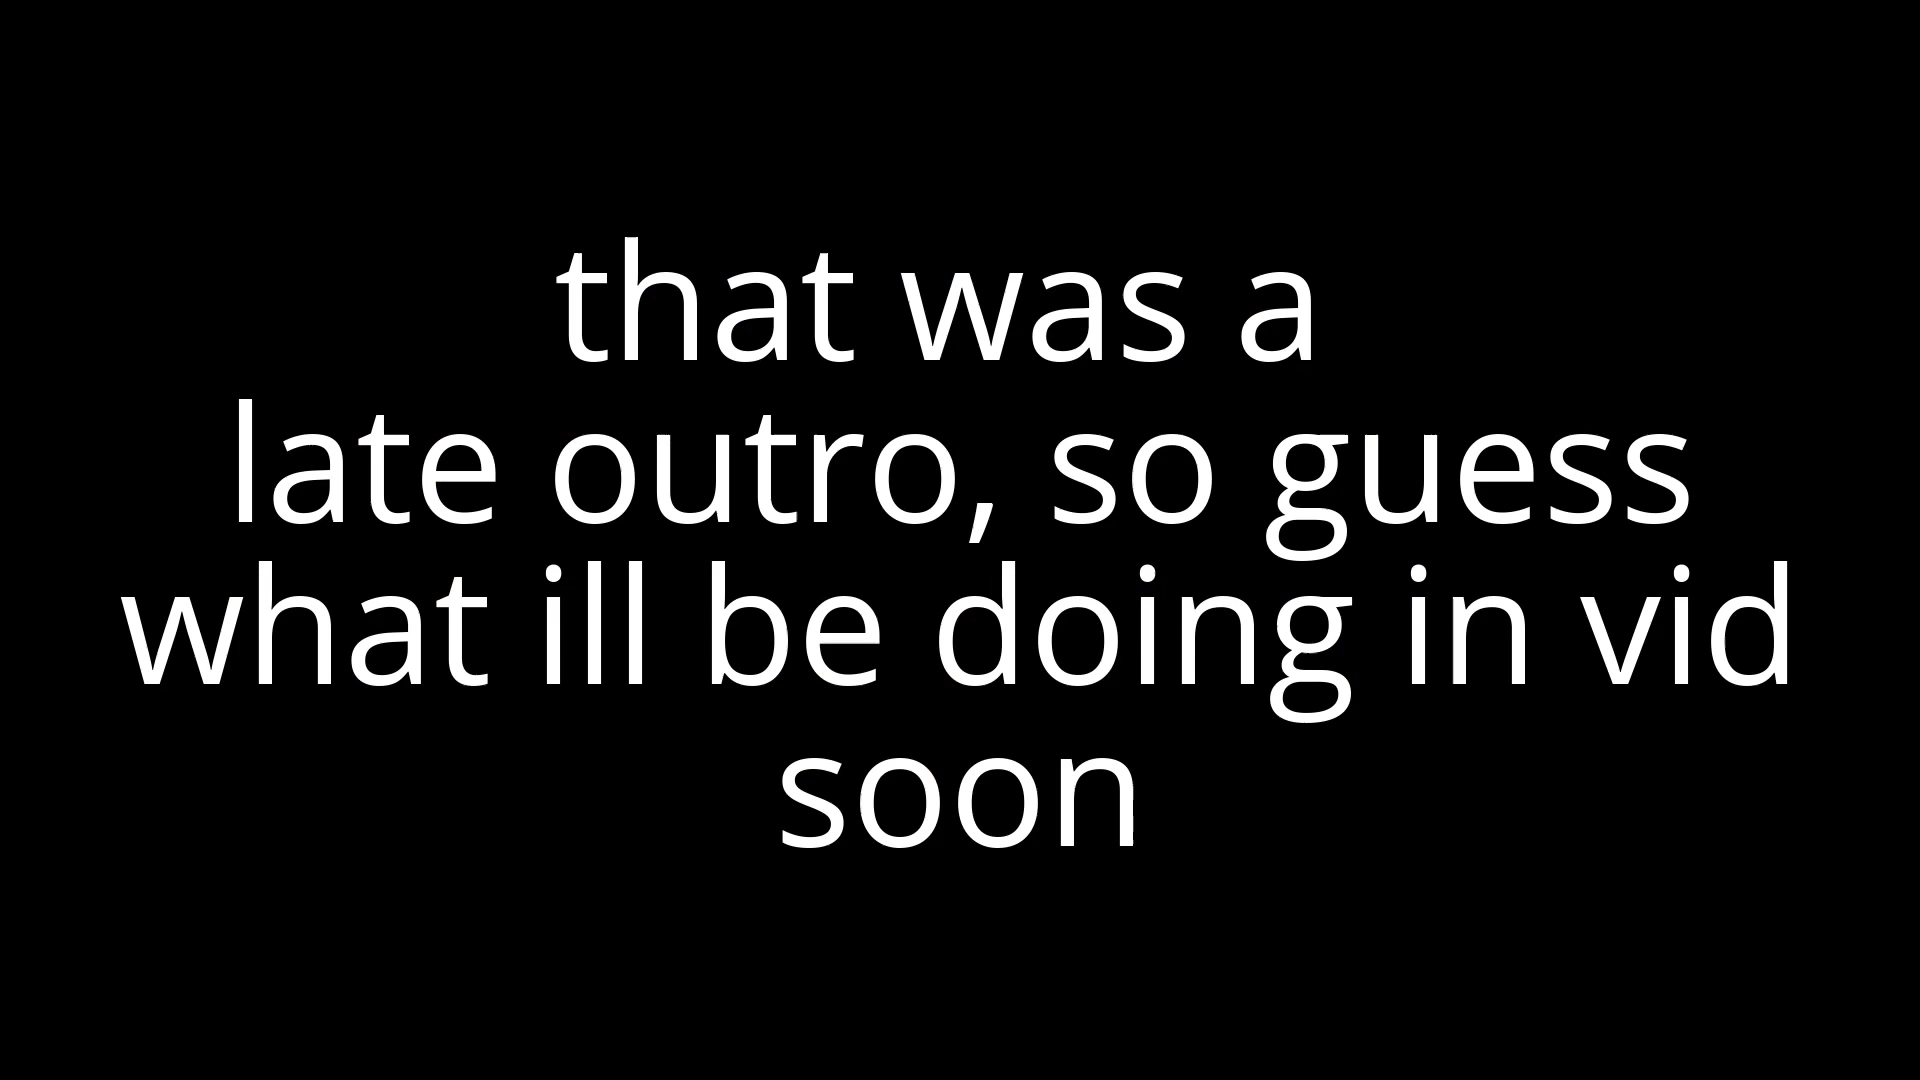 that was a
late outro, so guess
what ill be doing in vid
soon